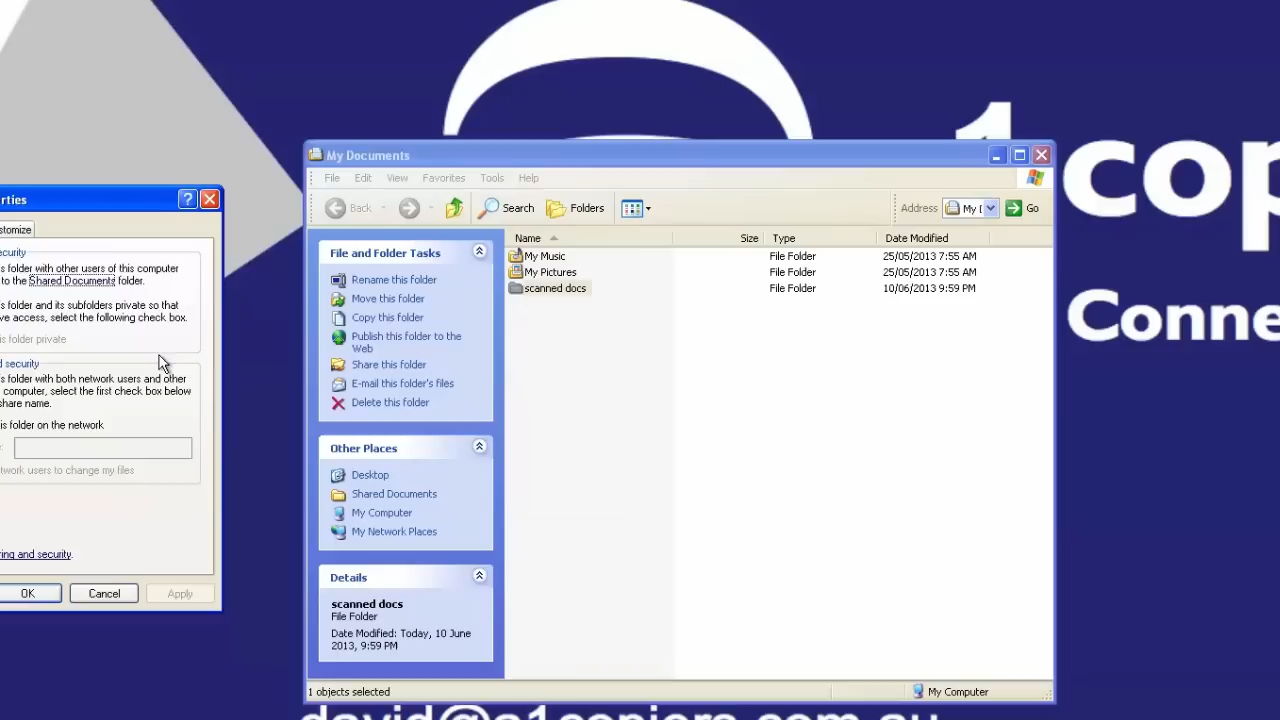 1
cop
Conne
rties
stomize
ecurity
s folder with other users of this computer
to the Shared Documents folder.
s folder and its subfolders private so that
ve access, select the following check box.
is folder private
d security
s folder with both network users and other
computer, select the first check box below
share name.
is folder on the network
:
twork users to change my files
ring and security.
OK Cancel Apply
My Documents
File Edit View Favorites Tools Help
Back Search Folders Address My [ Go
Name Size Type Date Modified
My Music File Folder 25/05/2013 7:55 AM
My Pictures File Folder 25/05/2013 7:55 AM
scanned docs File Folder 10/06/2013 9:59 PM
File and Folder Tasks
Rename this folder
Move this folder
Copy this folder
Publish this folder to the
Web
Share this folder
E-mail this folder's files
Delete this folder
Other Places
Desktop
Shared Documents
My Computer
My Network Places
Details
scanned docs
File Folder
Date Modified: Today, 10 June
2013, 9:59 PM
1 objects selected My Computer
david@a1copiers.com.au